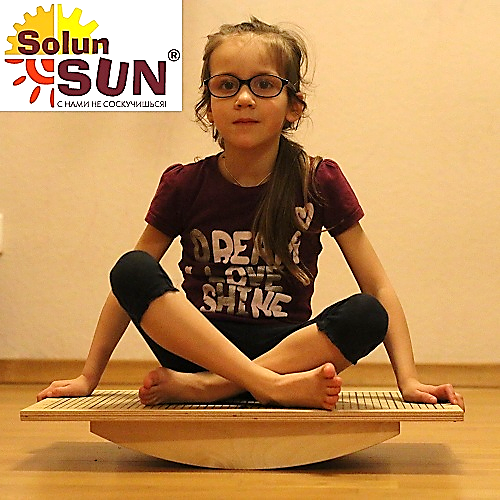 Solun
SUN®
С НАМИ НЕ СОСКУЧИШЬСЯ!
DREAM
LOVE
SHINE